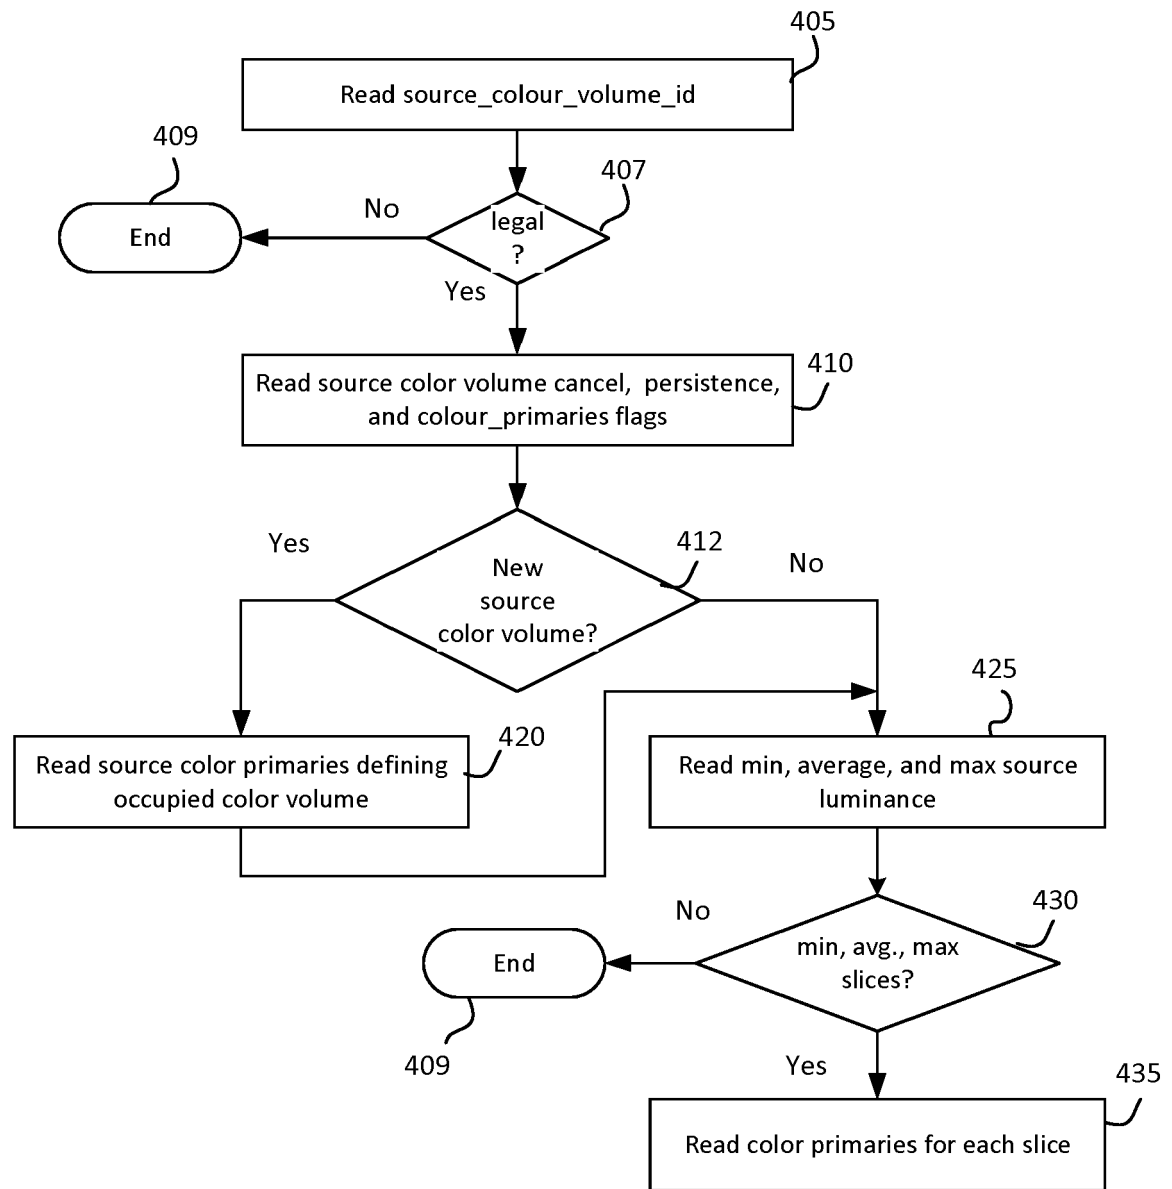 405
Read source_colour_volume_id
409
407
No
legal
?
End
Yes
410
Read source color volume cancel, persistence,
and colour_primaries flags
Yes
412
No
New
source
color volume?
425
420
Read source color primaries defining
occupied color volume
Read min, average, and max source
luminance
No
430
End
min, avg., max
slices?
409
Yes
435
Read color primaries for each slice